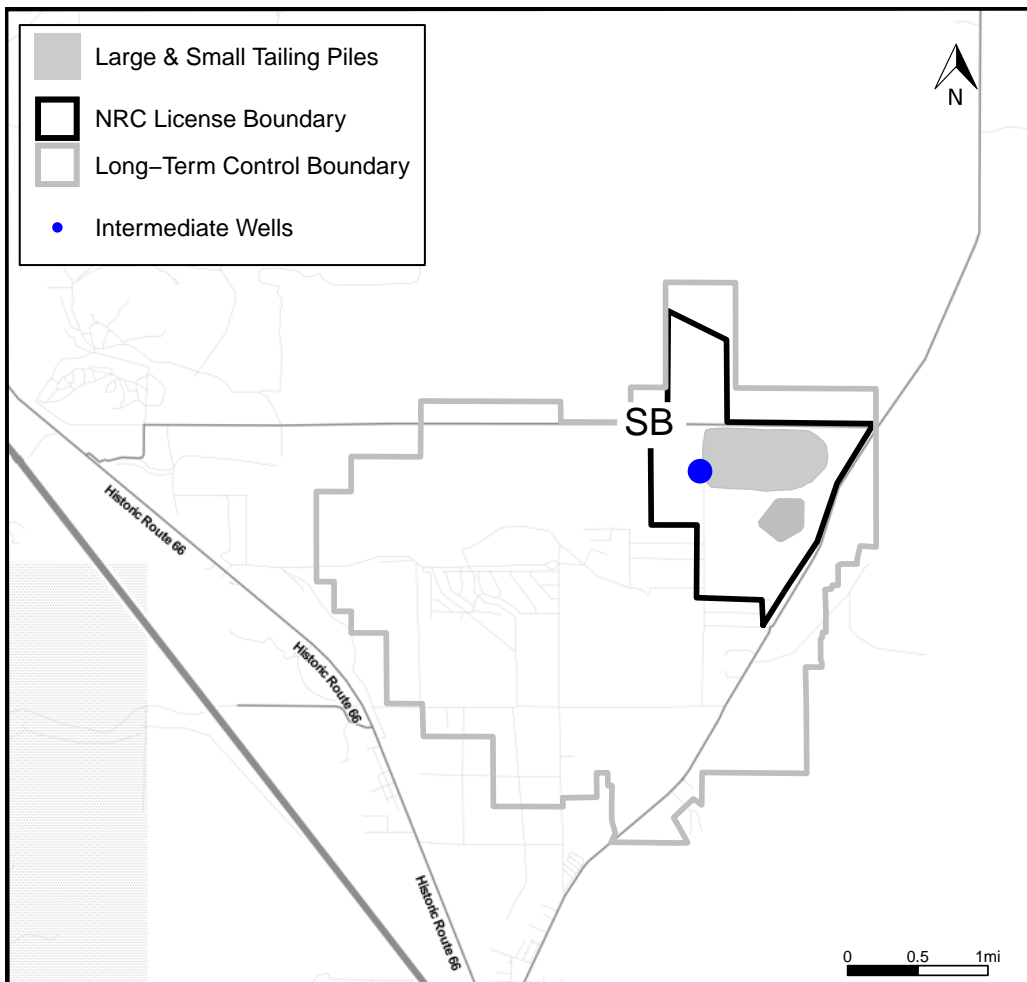 Large & Small Tailing Piles
NRC License Boundary
Long−Term Control Boundary
Intermediate Wells
N
SB
Historic Route 66
Historic Route 66
Historic Route 66
0 0.5 1mi